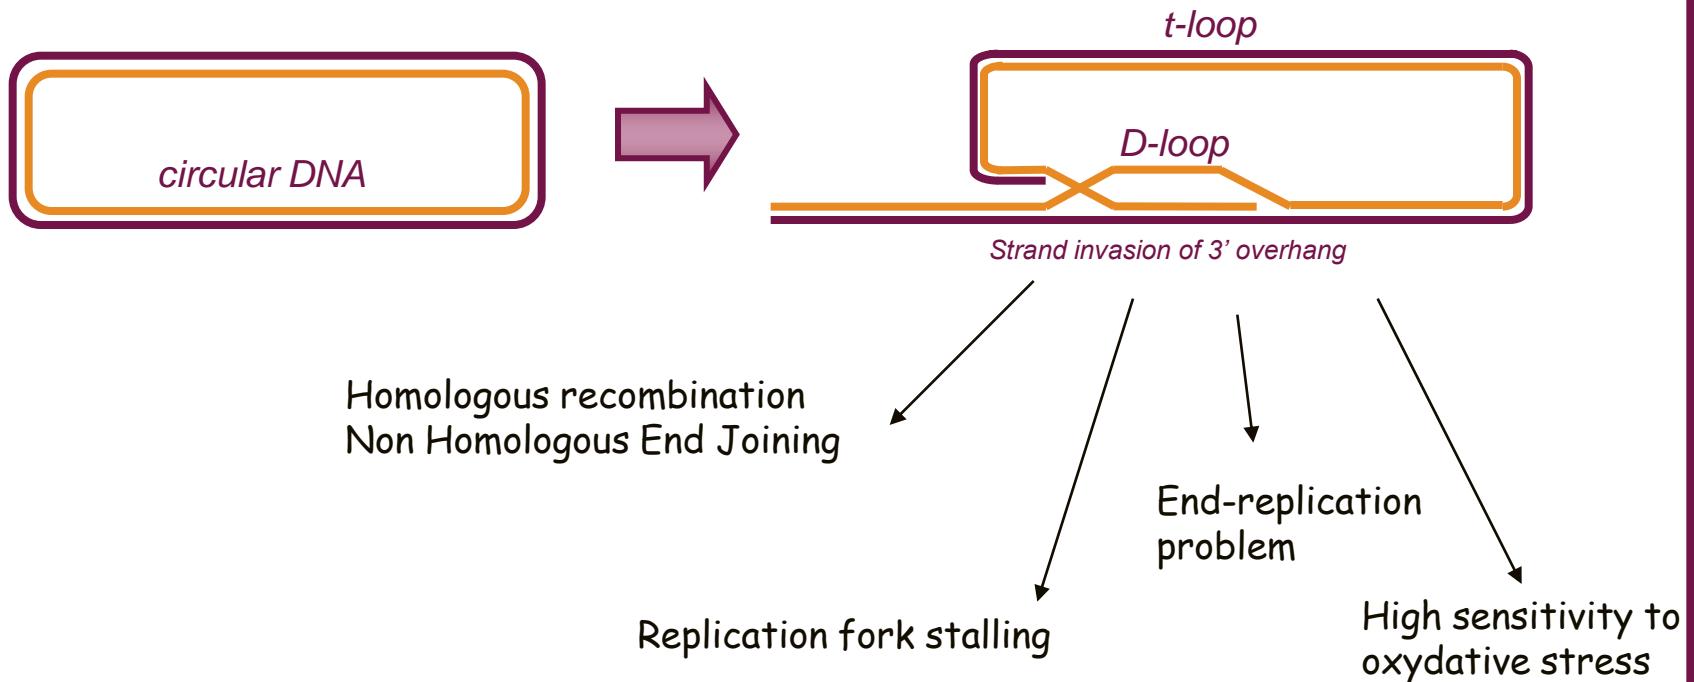 t-loop
circular DNA
D-loop
Strand invasion of 3’ overhang
Homologous recombination
Non Homologous End Joining
End-replication
problem
Replication fork stalling
High sensitivity to
oxydative stress